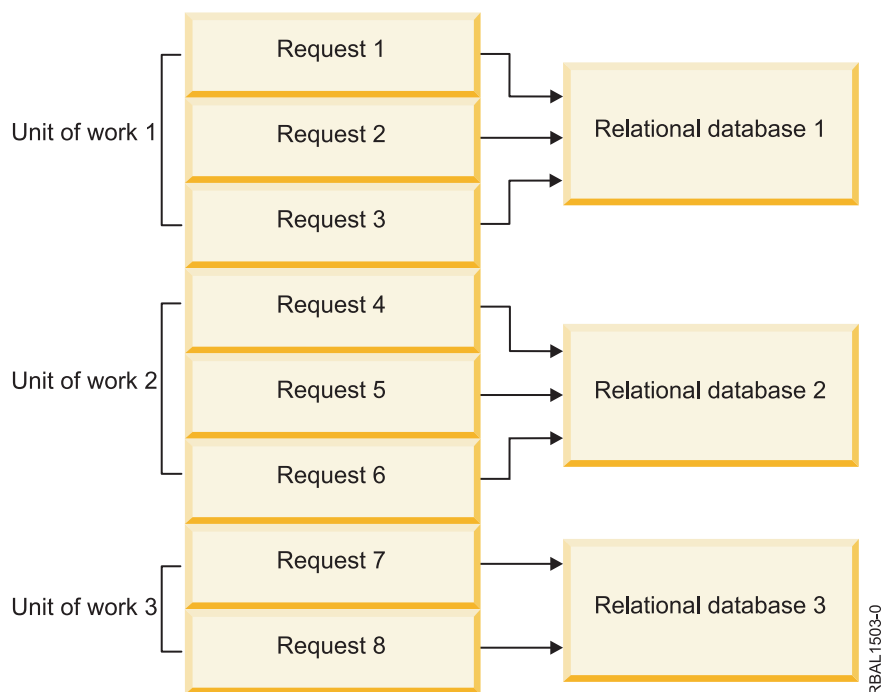 Request 1
Request 2
Request 3
Request 4
Request 5
Request 6
Request 7
Request 8
Unit of work 1
Unit of work 2
Unit of work 3
Relational database 1
Relational database 2
Relational database 3
RBAL1503-0